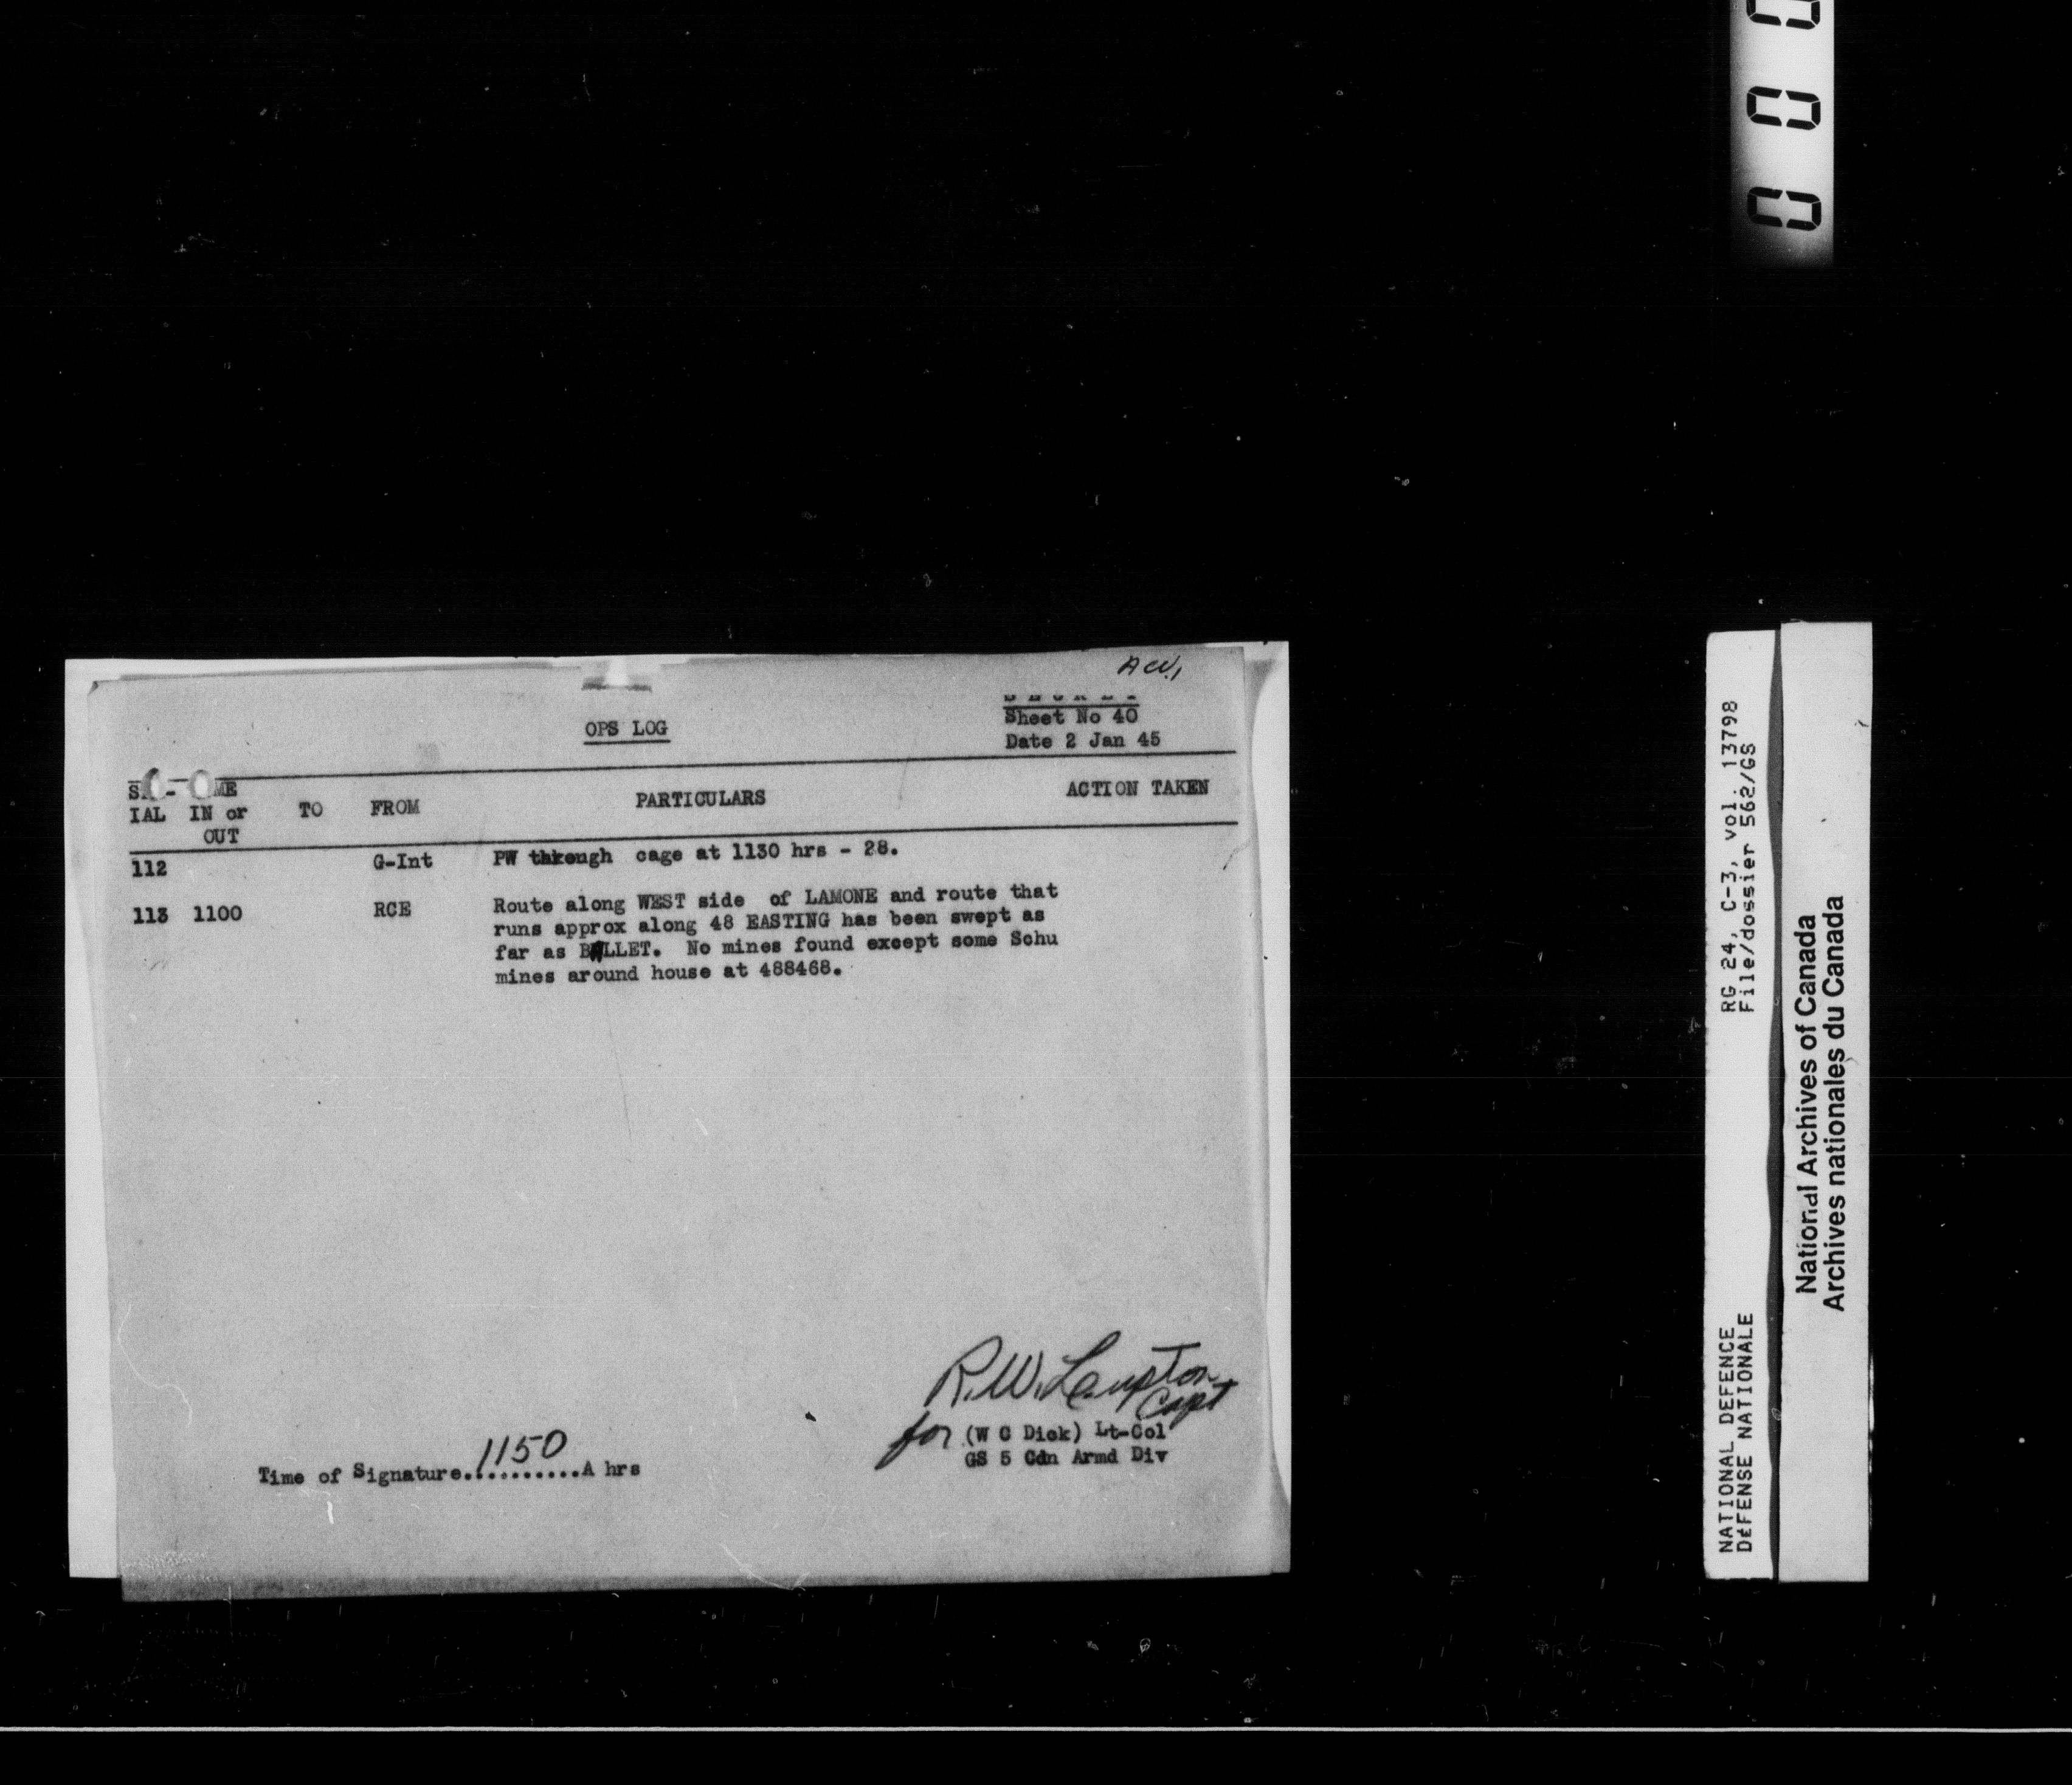 SECRET
OPS LOG
Sheet No 40
Date 2 Jan 45
IAL IN or TO FROM PARTICULARS ACTION TAKEN
OUT
112 G-Int PW through cage at 1130 hrs - 28.
113 1100 RCE Route along WEST side of LAMONE and route that
runs approx along 48 EASTING has been swept as
far as BULLET. No mines found except some Schu
mines around house at 488468.
for (W C Dick) Lt-Col
GS 5 Cdn Armd Div
Capt
Time of Signature...1150...A hrs
000
RG 24, C-3, vol. 13798
File/dossier 562/GS
NATIONAL DEFENCE
DÉFENSE NATIONALE
National Archives of Canada
Archives nationales du Canada